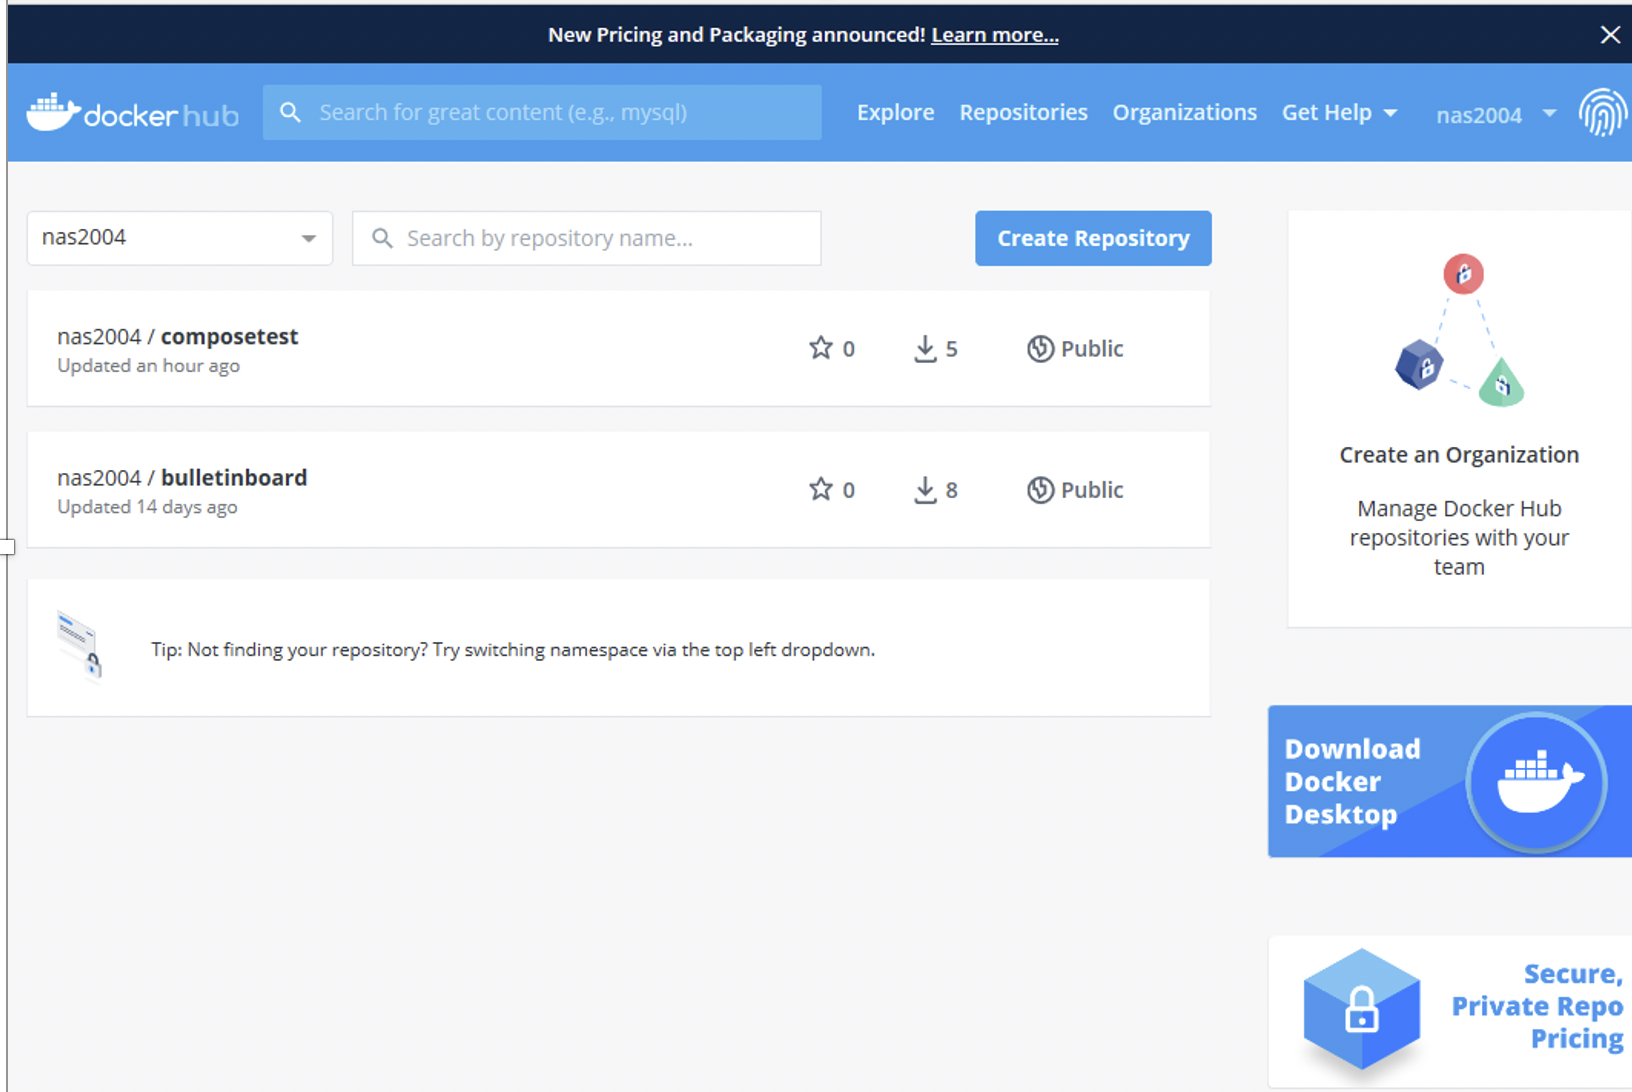 New Pricing and Packaging announced! Learn more...
docker hub
Search for great content (e.g., mysql)
Explore
Repositories
Organizations
Get Help
nas2004
nas2004
Search by repository name...
Create Repository
nas2004 / composetest
Updated an hour ago
0
5
Public
nas2004 / bulletinboard
Updated 14 days ago
0
8
Public
Tip: Not finding your repository? Try switching namespace via the top left dropdown.
Create an Organization
Manage Docker Hub
repositories with your
team
Download
Docker
Desktop
Secure,
Private Repo
Pricing